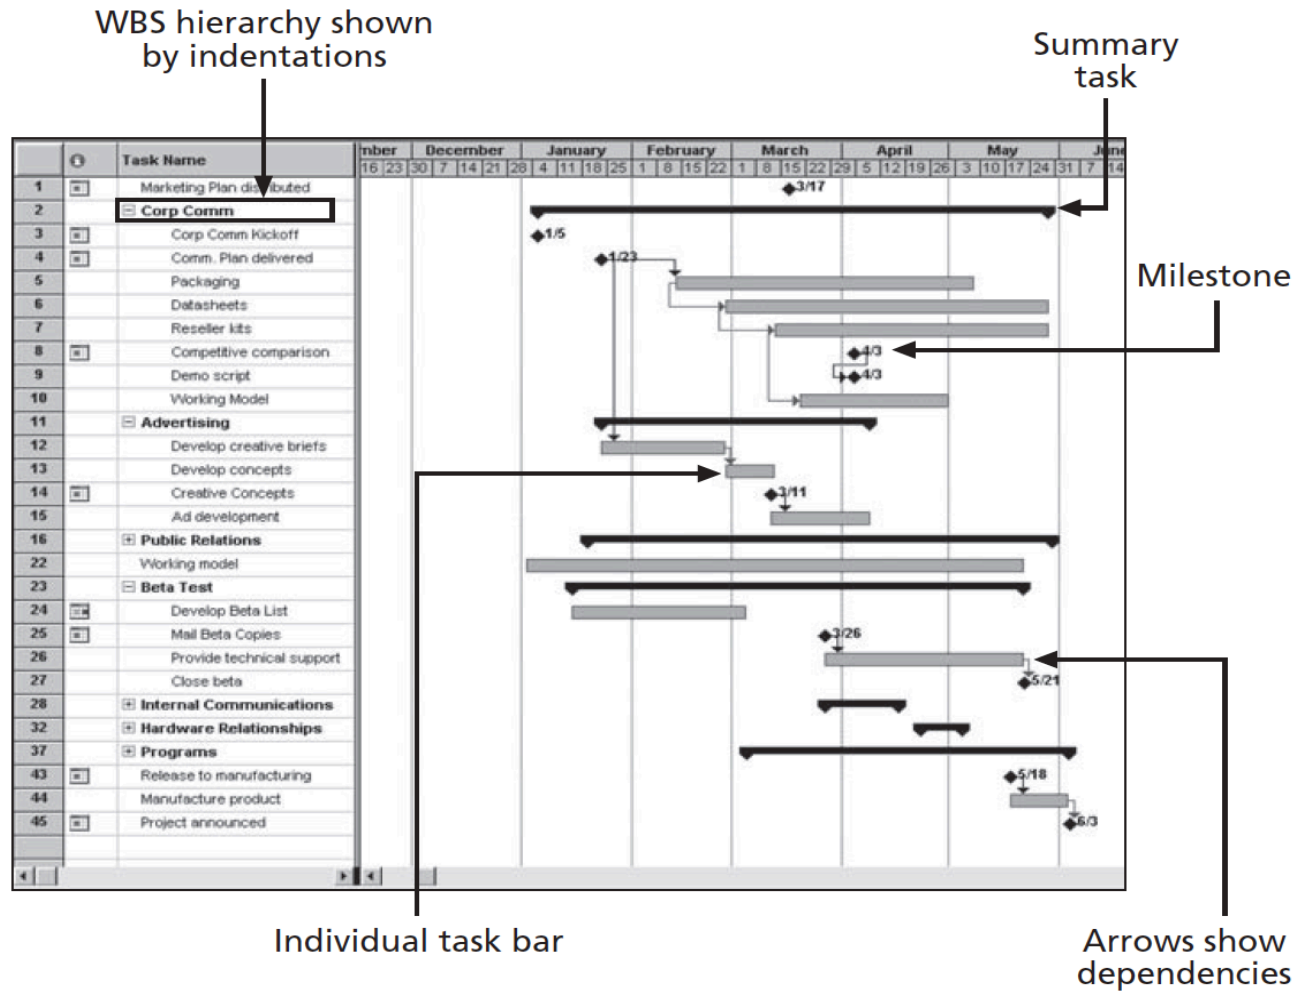 WBS hierarchy shown
by indentations
Summary
task
Task Name
mber December January February March April May June
16 23 30 7 14 21 28 4 11 18 25 1 8 15 22 1 8 15 22 29 5 12 19 26 3 10 17 24 31 7 14
1 Marketing Plan distributed 3/17
2 Corp Comm
3 Corp Comm Kickoff 1/5
4 Comm. Plan delivered 1/23
5 Packaging
Milestone
6 Datasheets
7 Reseller kits
8 Competitive comparison 4/3
9 Demo script 4/3
10 Working Model
11 Advertising
12 Develop creative briefs
13 Develop concepts
14 Creative Concepts 3/11
15 Ad development
16 Public Relations
22 Working model
23 Beta Test
24 Develop Beta List
25 Mail Beta Copies 3/26
26 Provide technical support
27 Close beta 5/21
28 Internal Communications
32 Hardware Relationships
37 Programs
43 Release to manufacturing 5/18
44 Manufacture product
45 Project announced 6/3
Individual task bar
Arrows show
dependencies